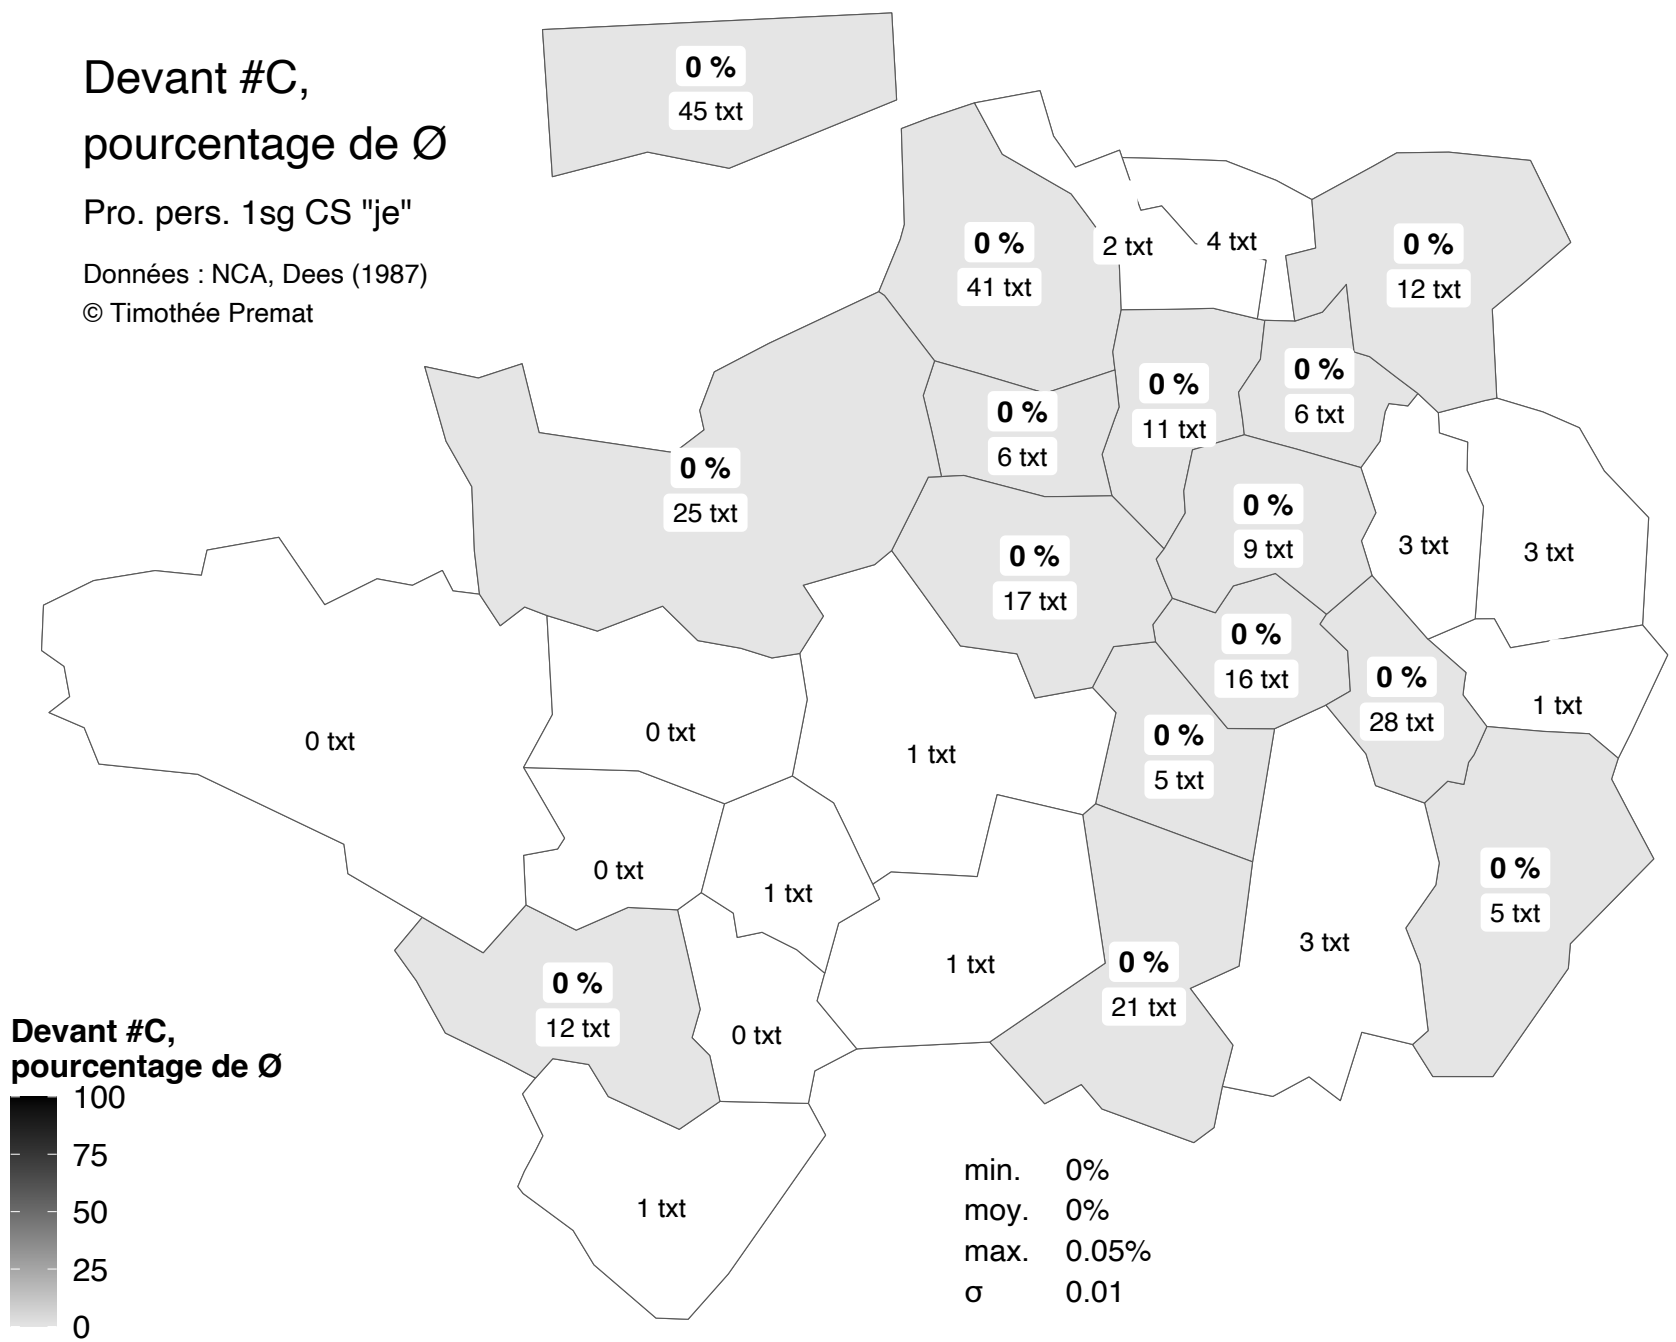 Devant #C,
pourcentage de Ø
Pro. pers. 1sg CS "je"
Données : NCA, Dees (1987)
© Timothée Premat
0 %
45 txt
0 %
41 txt
2 txt
4 txt
0 %
12 txt
0 %
25 txt
0 %
6 txt
0 %
11 txt
0 %
6 txt
0 %
17 txt
0 %
9 txt
3 txt
3 txt
0 %
16 txt
0 %
28 txt
1 txt
0 txt
0 txt
1 txt
0 %
5 txt
0 txt
1 txt
0 %
5 txt
1 txt
0 %
21 txt
3 txt
0 %
12 txt
0 txt
1 txt
Devant #C,
pourcentage de Ø
100
75
50
25
0
min. 0%
moy. 0%
max. 0.05%
σ 0.01